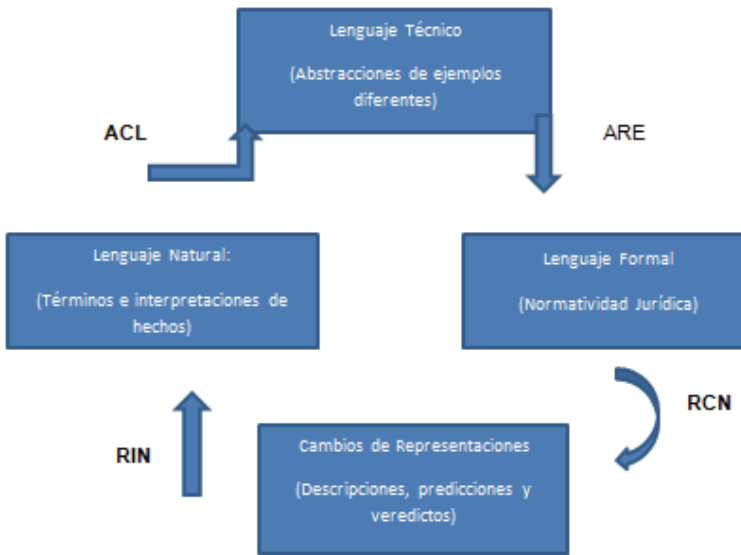 Lenguaje Técnico
(Abstracciones de ejemplos
diferentes)
ACL
ARE
Lenguaje Natural:
(Términos e interpretaciones de
hechos)
Lenguaje Formal
(Normatividad Jurídica)
RCN
RIN
Cambios de Representaciones
(Descripciones, predicciones y
veredictos)